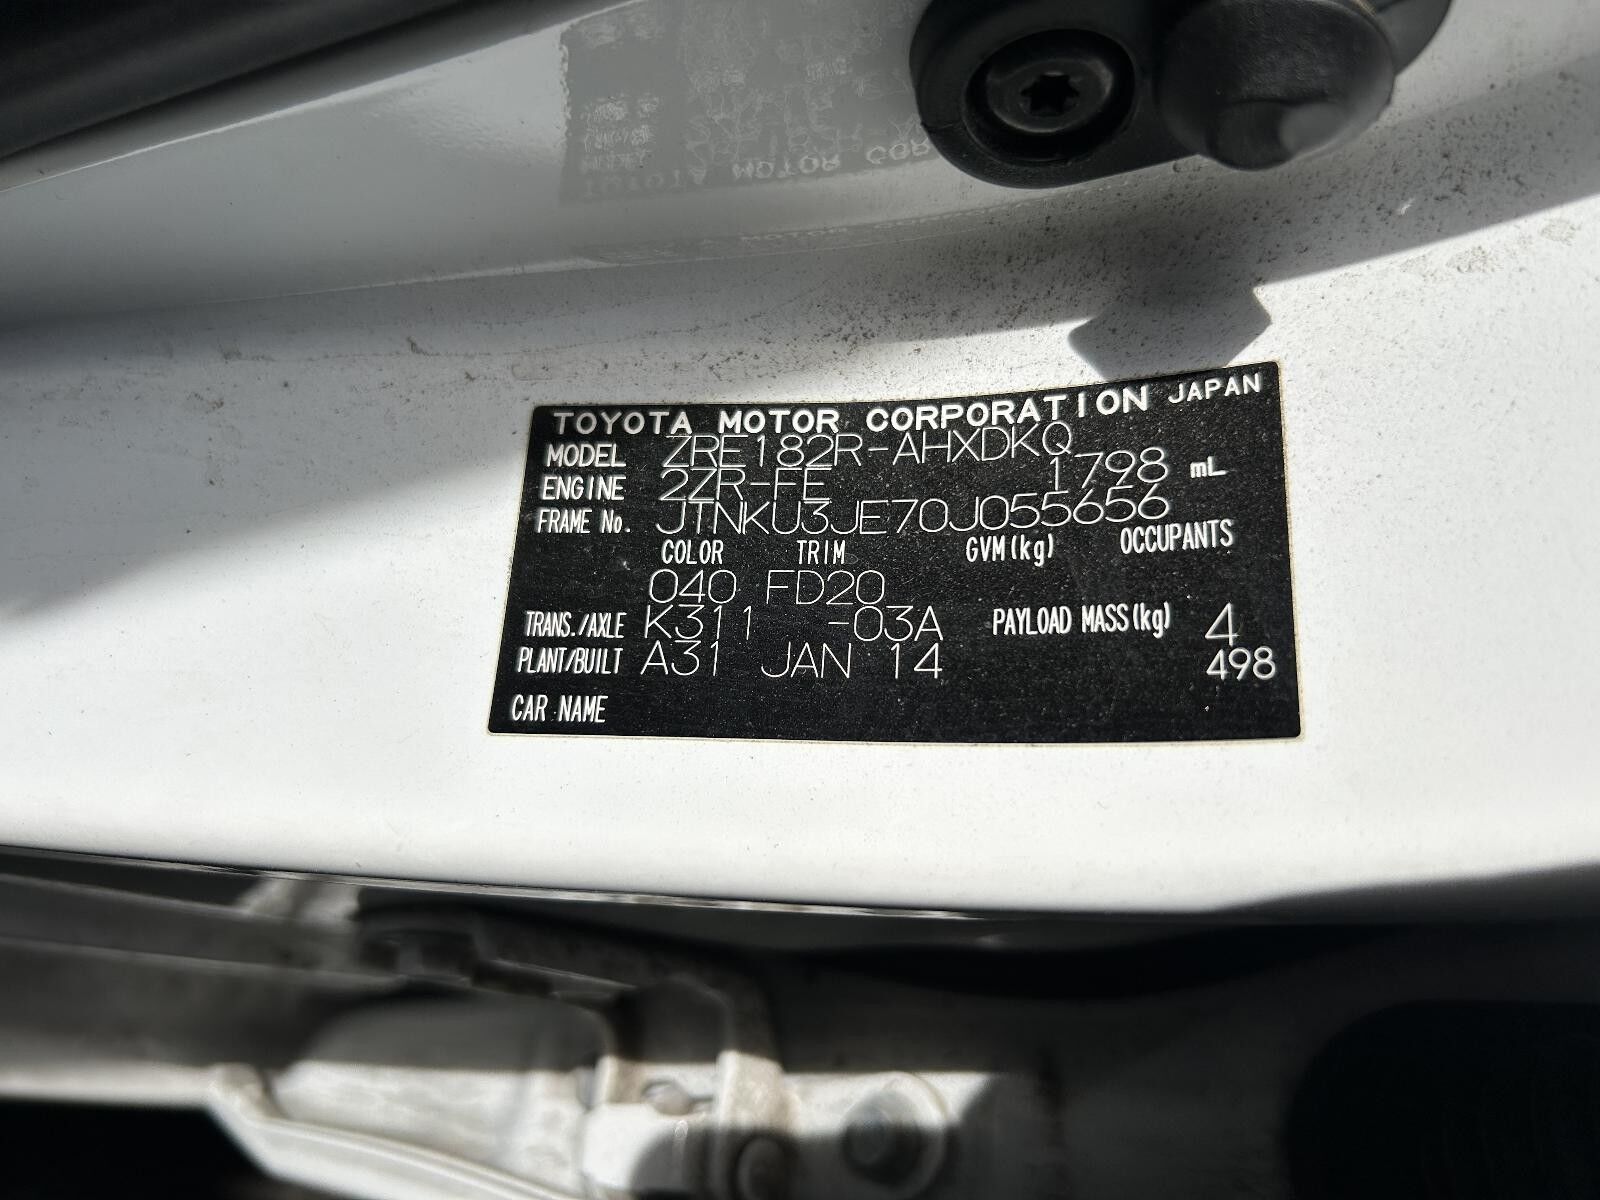 TOYOTA MOTOR CORPORATION JAPAN
MODEL ZRE182R-AHXDKQ
ENGINE 2ZR-FE 1798 mL
FRAME No. JTNKU3JE70J055656
COLOR TRIM GVM(kg) OCCUPANTS
040 FD20
TRANS./AXLE K311 -03A PAYLOAD MASS(kg) 4
PLANT/BUILT A31 JAN 14 498
CAR NAME